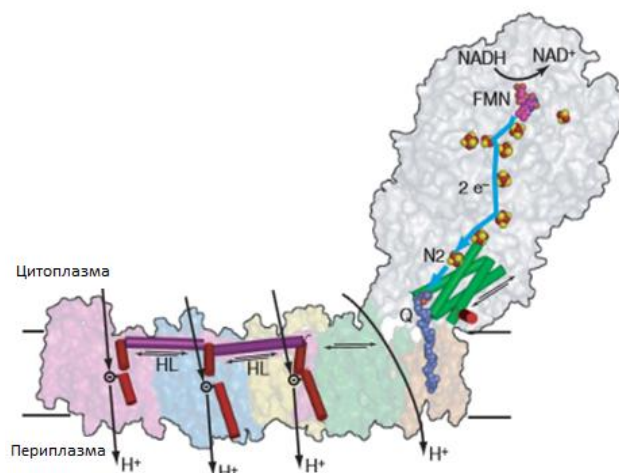 NADH NAD+
FMN
2 e–
N2
Цитоплазма
Q
HL HL
Периплазма
H+ H+ H+ H+